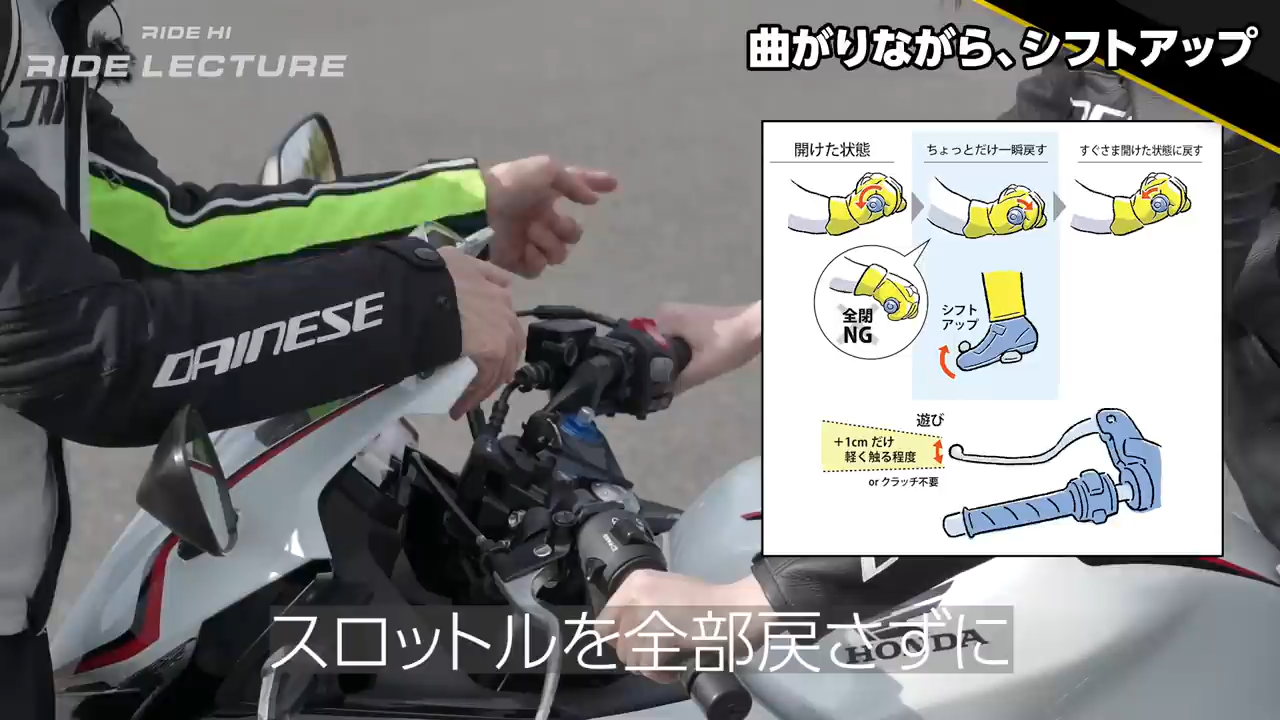 RIDE HI
RIDE LECTURE
曲がりながら、シフトアップ
開けた状態
ちょっとだけ一瞬戻す
すぐさま開けた状態に戻す
全閉
NG
シフト
アップ
遊び
+1cmだけ
軽く触る程度
or クラッチ不要
DAINESE
HONDA
スロットルを全部戻さずに